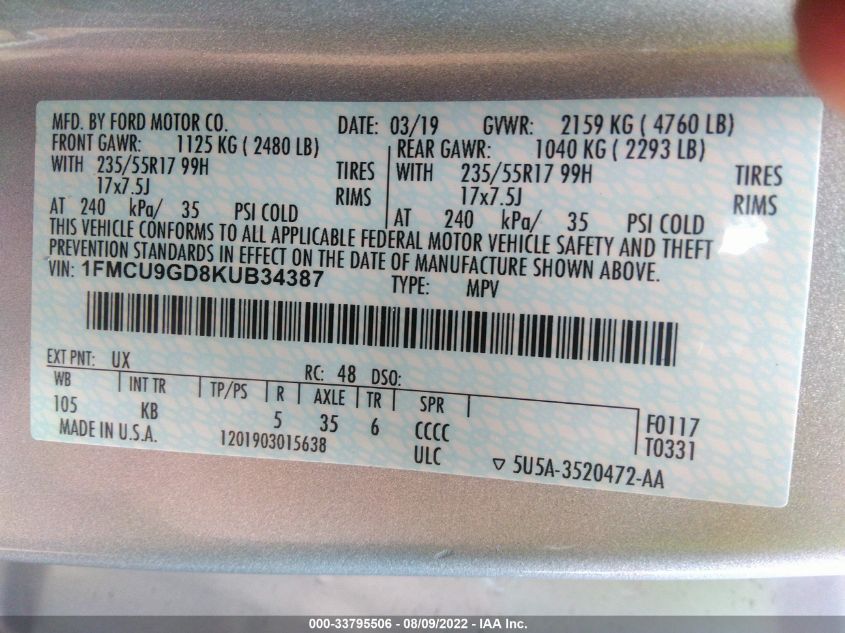 MFD. BY FORD MOTOR CO. DATE: 03/19 GVWR: 2159 KG ( 4760 LB)
FRONT GAWR: 1125 KG ( 2480 LB) REAR GAWR: 1040 KG ( 2293 LB)
WITH 235/55R17 99H TIRES WITH 235/55R17 99H TIRES
17x7.5J RIMS 17x7.5J RIMS
AT 240 kPa/ 35 PSI COLD AT 240 kPa/ 35 PSI COLD
THIS VEHICLE CONFORMS TO ALL APPLICABLE FEDERAL MOTOR VEHICLE SAFETY AND THEFT
PREVENTION STANDARDS IN EFFECT ON THE DATE OF MANUFACTURE SHOWN ABOVE.
VIN: 1FMCU9GD8KUB34387 TYPE: MPV
EXT PNT: UX RC: 48 DSO:
WB INT TR TP/PS R AXLE TR SPR
105 KB 5 35 6 CCCC F0117
MADE IN U.S.A. 1201903015638 ULC T0331
▽ 5U5A-3520472-AA
000-33795506 - 08/09/2022 - IAA Inc.